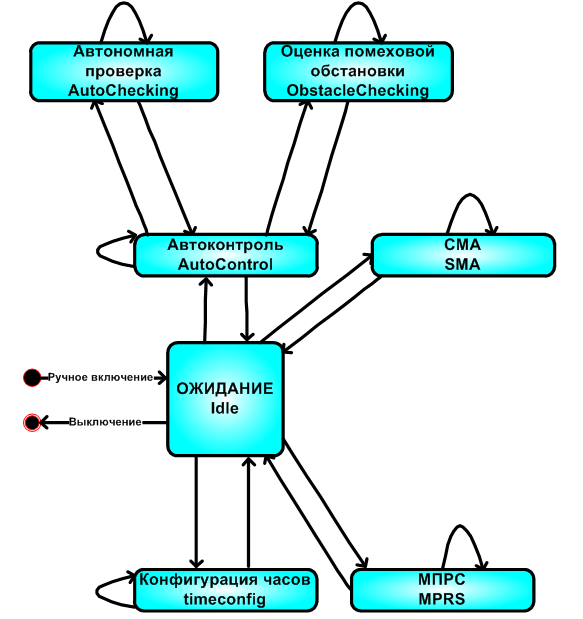 Автономная
проверка
AutoChecking
Оценка помеховой
обстановки
ObstacleChecking
Автоконтроль
AutoControl
СМА
SMA
Ручное включение
ОЖИДАНИЕ
Idle
Выключение
Конфигурация часов
timeconfig
МПРС
MPRS